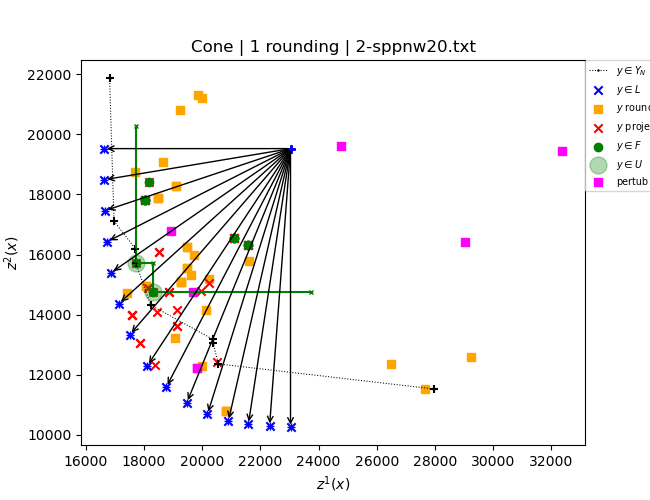 Cone | 1 rounding | 2-sppnw20.txt
22000
20000
18000
16000
14000
12000
10000
z²(x)
16000 18000 20000 22000 24000 26000 28000 30000 32000
z¹(x)
y ∈ Y_N
y ∈ L
y roun
y proje
y ∈ F
y ∈ U
pertub